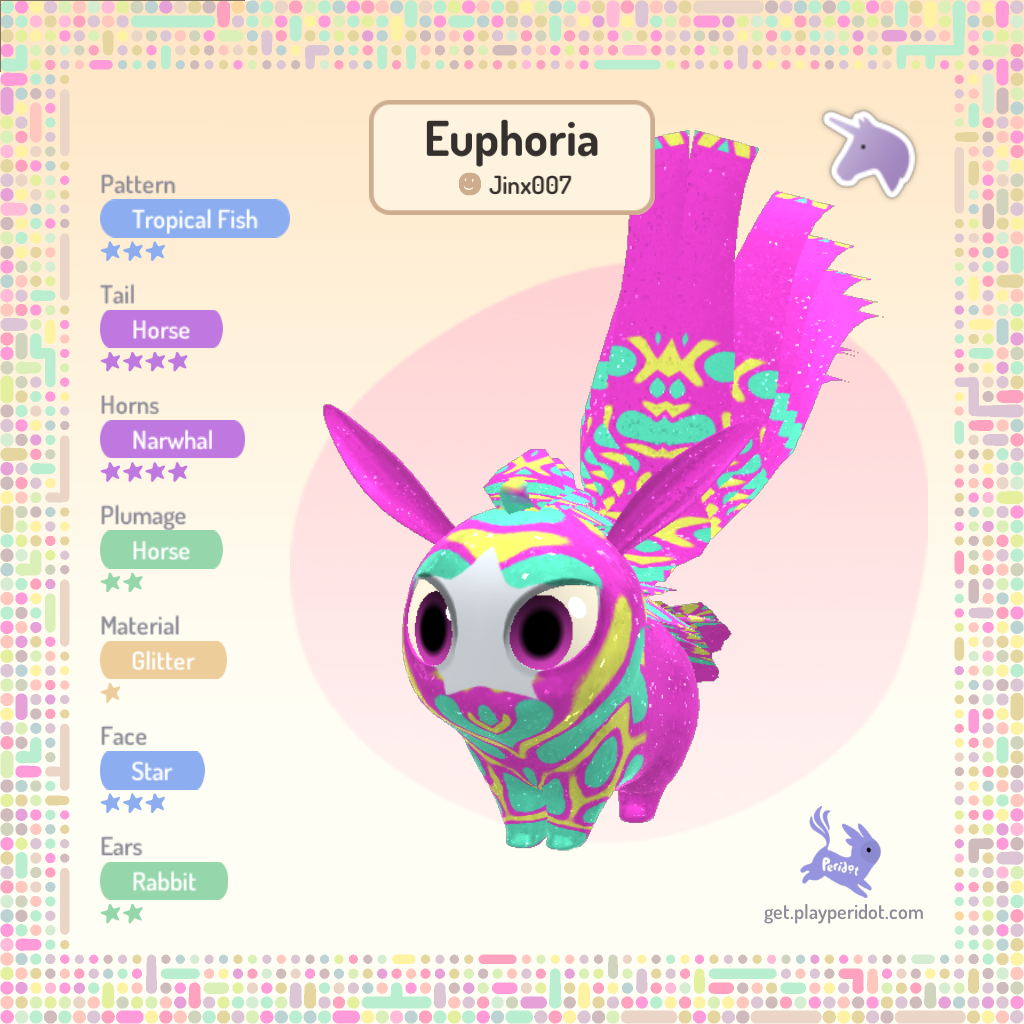 Euphoria
Jinx007
Pattern
Tropical Fish
Tail
Horse
Horns
Narwhal
Plumage
Horse
Material
Glitter
Face
Star
Ears
Rabbit
Peridot
get.playperidot.com